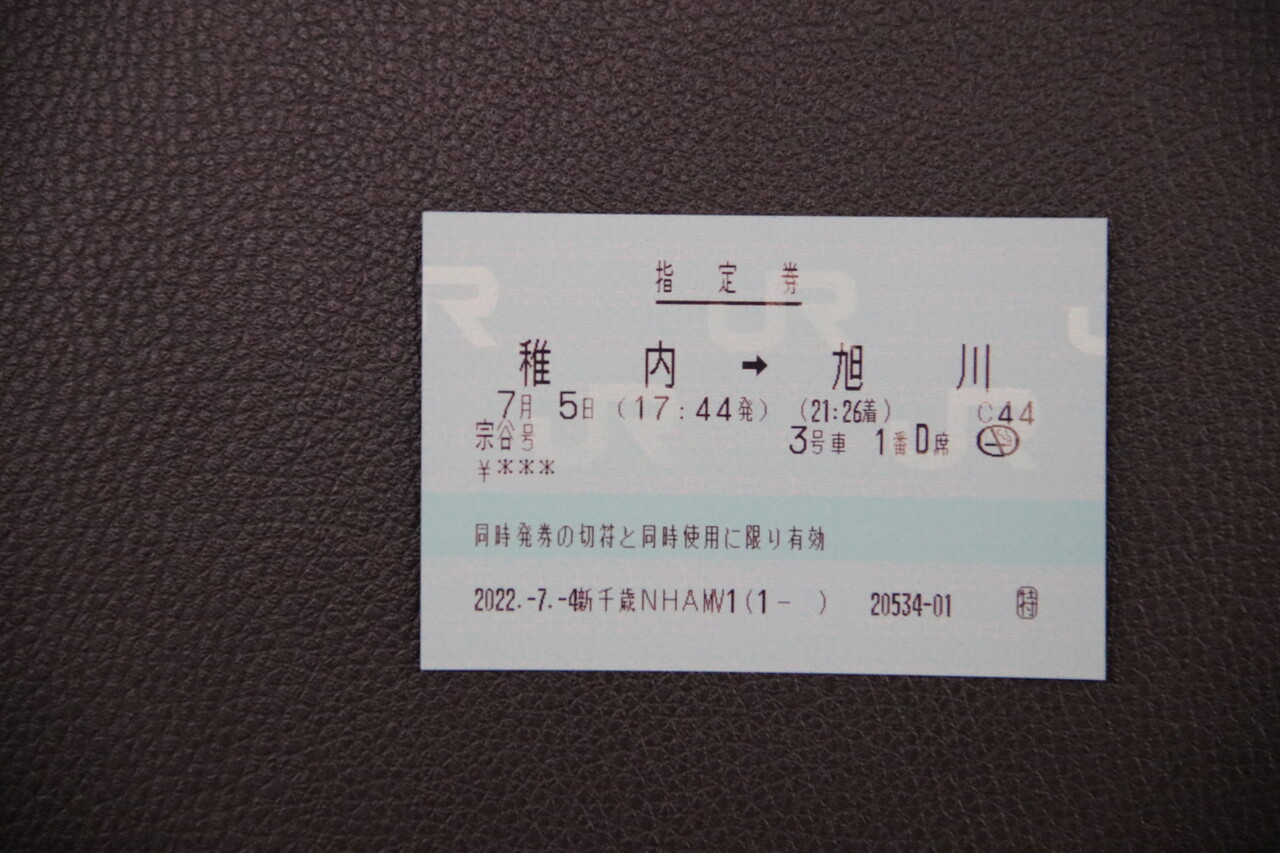 指定券
稚内➡旭川
7月 5日 (17:44発) (21:26着) C44
宗谷号 3号車 1番D席
¥***
同時発券の切符と同時使用に限り有効
2022.-7.-4新千歳NHAMV1(1- ) 20534-01 特